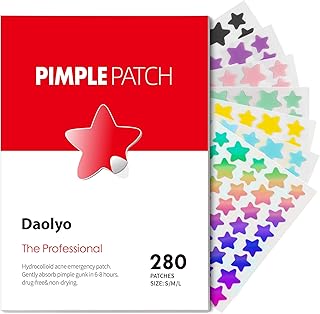 PIMPLE PATCH
Daolyo
The Professional
Hydrocolloid acne emergency patch.
Gently absorb pimple gunk in 6-8 hours.
drug-free& non-drying.
280
PATCHES
SIZE: S/M/L